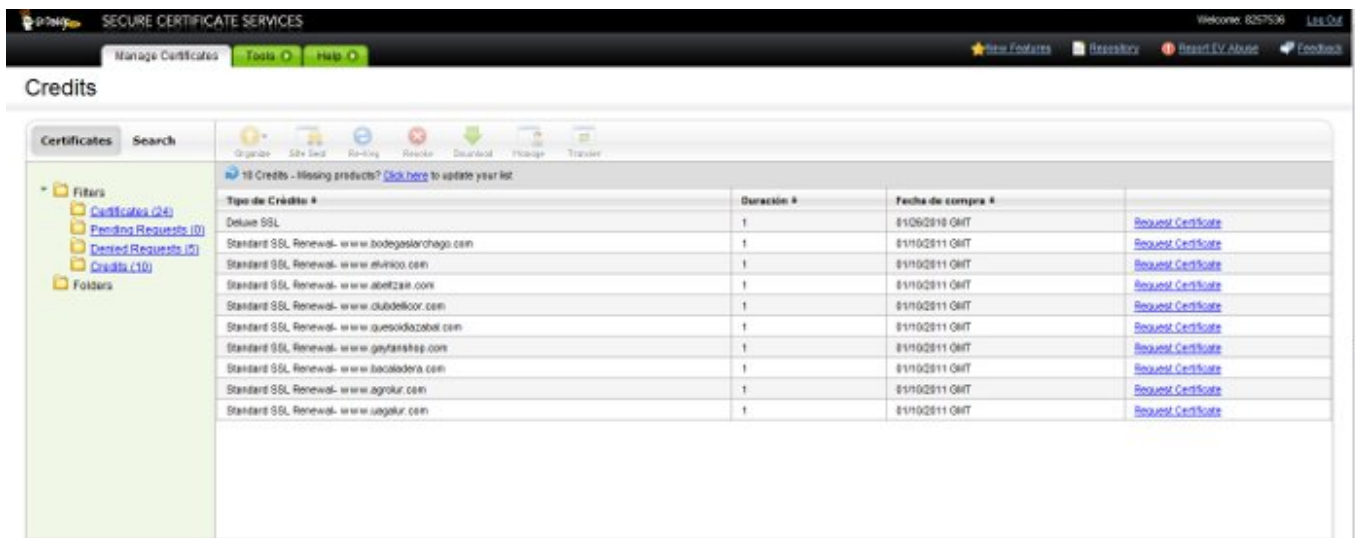 SECURE CERTIFICATE SERVICES
Welcome: 8257536 Log Out
Manage Certificates Tools Help
New Features Repository Report EV Abuse Feedback
Credits
Certificates Search
Organize Site Seal Re-Key Revoke Download Manage Transfer
10 Credits - Missing products? Click here to update your list
Filters
Certificates (24)
Pending Requests (0)
Denied Requests (5)
Credits (10)
Folders
Tipo de Crédito Duración Fecha de compra
Deluxe SSL 1 01/26/2010 GMT Request Certificate
Standard SSL Renewal- www.bodegaslarchago.com 1 01/10/2011 GMT Request Certificate
Standard SSL Renewal- www.elvinico.com 1 01/10/2011 GMT Request Certificate
Standard SSL Renewal- www.abeltzain.com 1 01/10/2011 GMT Request Certificate
Standard SSL Renewal- www.clubdellicor.com 1 01/10/2011 GMT Request Certificate
Standard SSL Renewal- www.quesoidiazabal.com 1 01/10/2011 GMT Request Certificate
Standard SSL Renewal- www.gaytanshop.com 1 01/10/2011 GMT Request Certificate
Standard SSL Renewal- www.bacaladera.com 1 01/10/2011 GMT Request Certificate
Standard SSL Renewal- www.agrolur.com 1 01/10/2011 GMT Request Certificate
Standard SSL Renewal- www.uagalur.com 1 01/10/2011 GMT Request Certificate